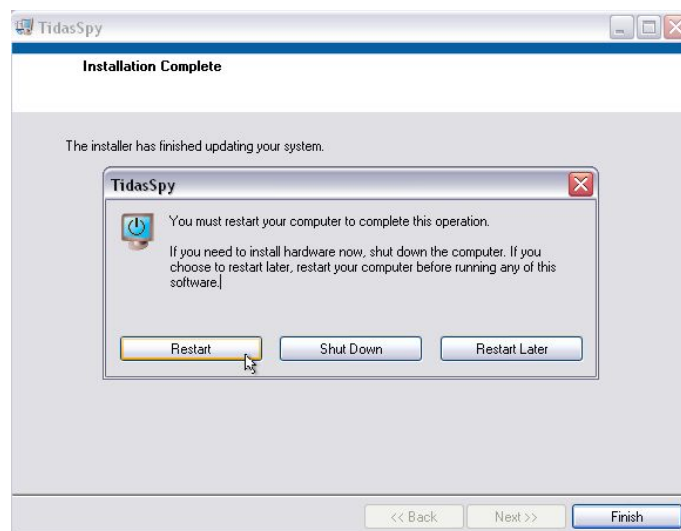 TidasSpy
Installation Complete
The installer has finished updating your system.
TidasSpy
You must restart your computer to complete this operation.
If you need to install hardware now, shut down the computer. If you
choose to restart later, restart your computer before running any of this
software.
Restart
Shut Down
Restart Later
<< Back
Next >>
Finish